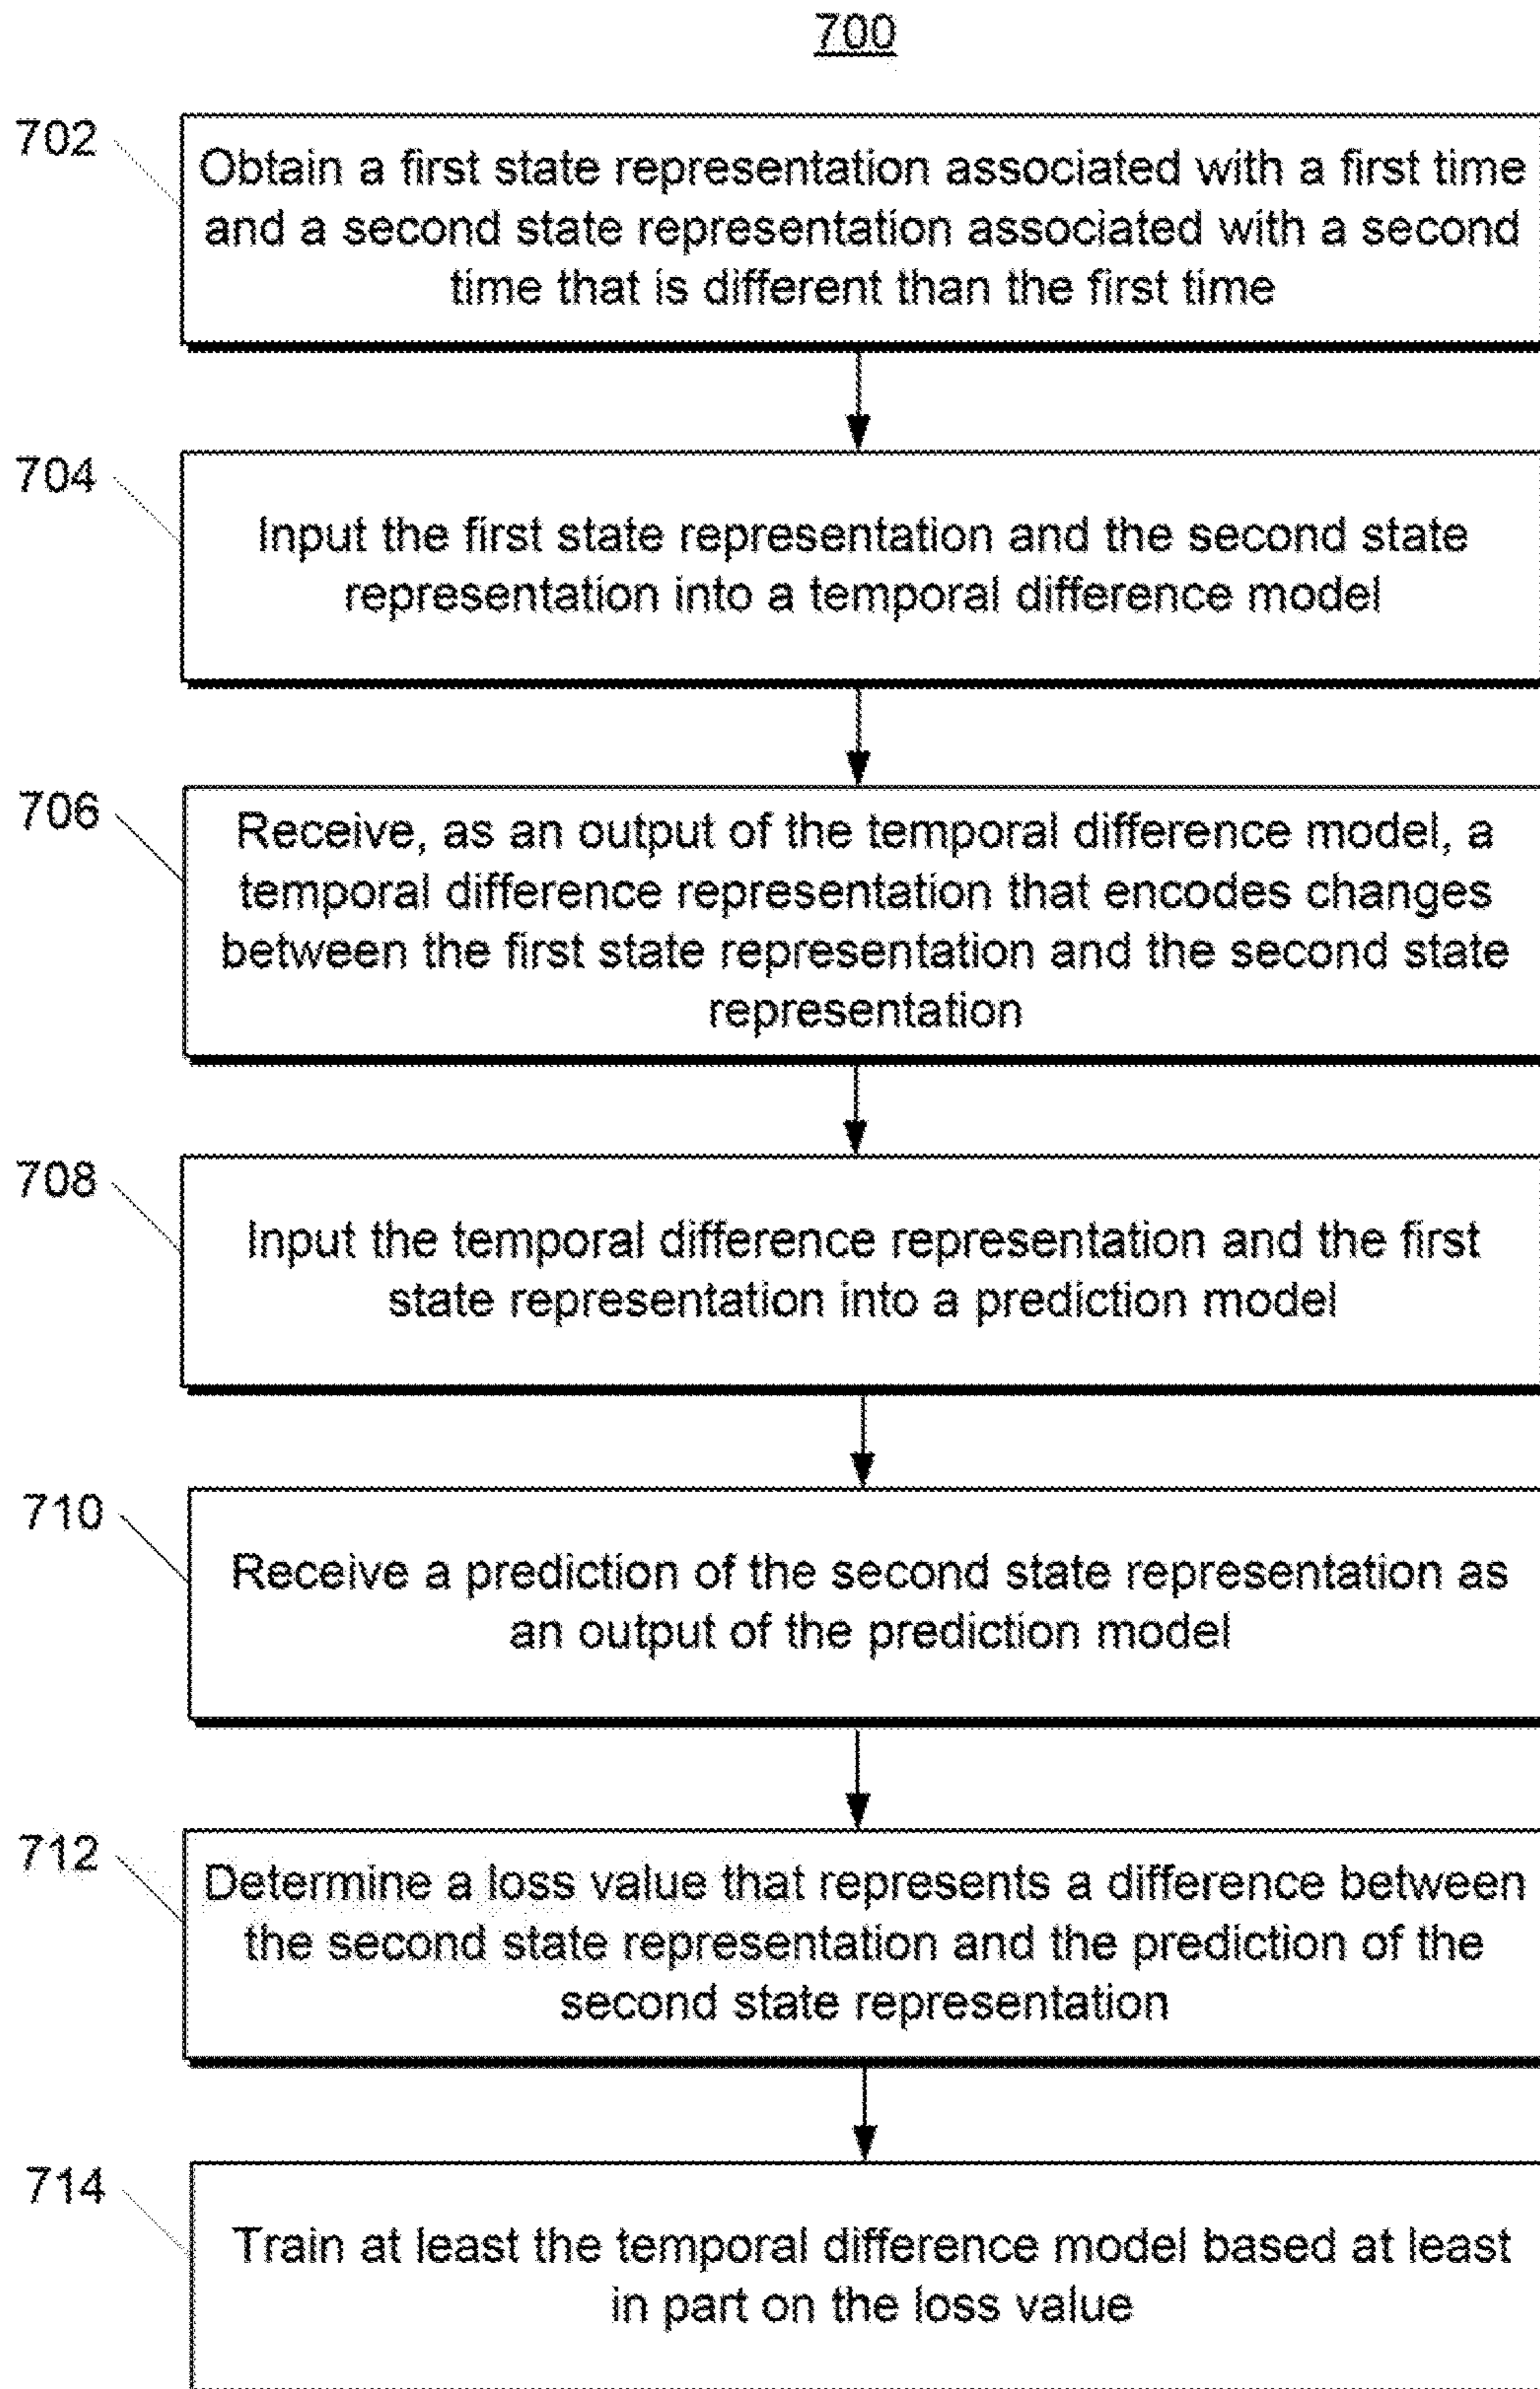 700
702
Obtain a first state representation associated with a first time
and a second state representation associated with a second
time that is different than the first time
704
Input the first state representation and the second state
representation into a temporal difference model
706
Receive, as an output of the temporal difference model, a
temporal difference representation that encodes changes
between the first state representation and the second state
representation
708
Input the temporal difference representation and the first
state representation into a prediction model
710
Receive a prediction of the second state representation as
an output of the prediction model
712
Determine a loss value that represents a difference between
the second state representation and the prediction of the
second state representation
714
Train at least the temporal difference model based at least
in part on the loss value